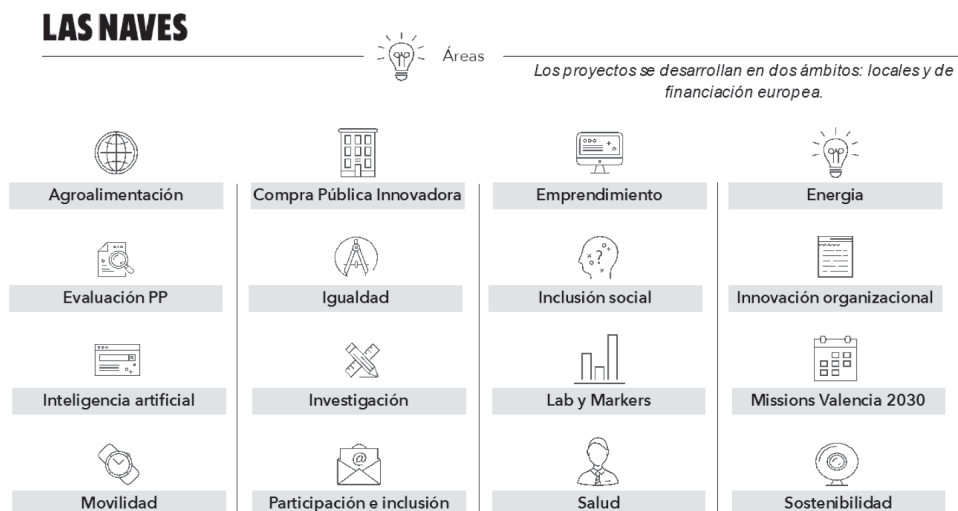 LAS NAVES
Áreas
Los proyectos se desarrollan en dos ámbitos: locales y de
financiación europea.
Agroalimentación
Compra Pública Innovadora
Emprendimiento
Energia
Evaluación PP
Igualdad
Inclusión social
Innovación organizacional
Inteligencia artificial
Investigación
Lab y Markers
Missions Valencia 2030
Movilidad
Participación e inclusión
Salud
Sostenibilidad